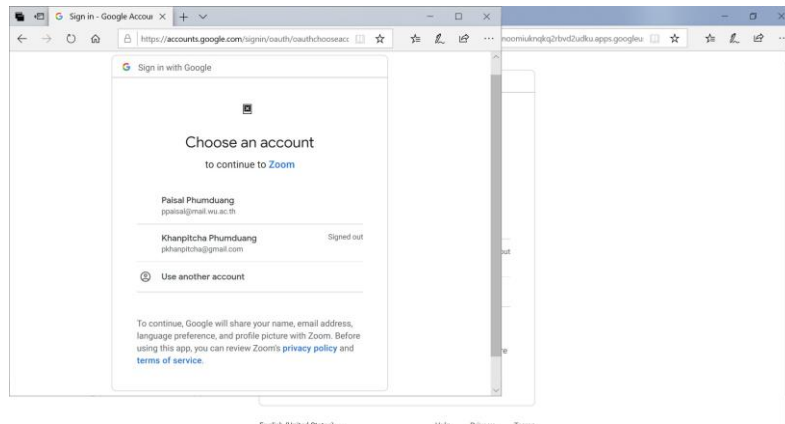 Sign in - Google Accour
https://accounts.google.com/signin/oauth/oauthchooseacc
noomiuknqkq2rbvd2udku.apps.googleu
Sign in with Google
Choose an account
to continue to Zoom
Paisal Phumduang
ppaisal@mail.wu.ac.th
Khanpitcha Phumduang
Signed out
pkhanpitcha@gmail.com
out
Use another account
To continue, Google will share your name, email address,
language preference, and profile picture with Zoom. Before
using this app, you can review Zoom's privacy policy and
terms of service.